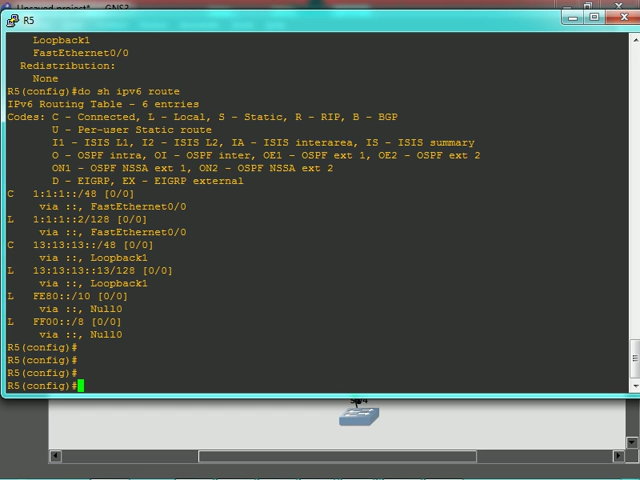 Unsaved project* — GNS3
R5
Loopback1
FastEthernet0/0
Redistribution:
None
R5(config)#do sh ipv6 route
IPv6 Routing Table - 6 entries
Codes: C - Connected, L - Local, S - Static, R - RIP, B - BGP
U - Per-user Static route
I1 - ISIS L1, I2 - ISIS L2, IA - ISIS interarea, IS - ISIS summary
O - OSPF intra, OI - OSPF inter, OE1 - OSPF ext 1, OE2 - OSPF ext 2
ON1 - OSPF NSSA ext 1, ON2 - OSPF NSSA ext 2
D - EIGRP, EX - EIGRP external
C 1:1:1::/48 [0/0]
via ::, FastEthernet0/0
L 1:1:1::2/128 [0/0]
via ::, FastEthernet0/0
C 13:13:13::/48 [0/0]
via ::, Loopback1
L 13:13:13::13/128 [0/0]
via ::, Loopback1
L FE80::/10 [0/0]
via ::, Null0
L FF00::/8 [0/0]
via ::, Null0
R5(config)#
R5(config)#
R5(config)#
R5(config)#